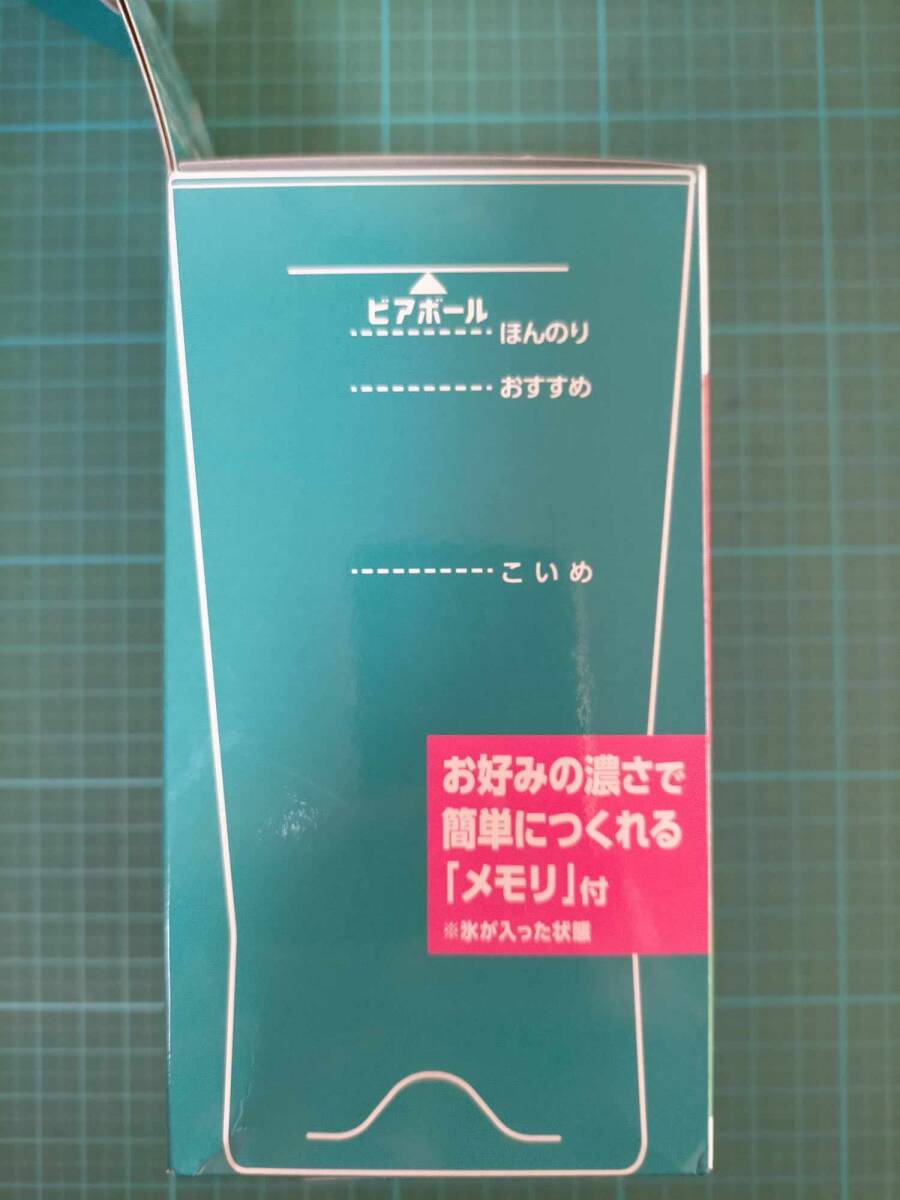 ビアボール
ほんのり
おすすめ
こいめ
お好みの濃さで
簡単につくれる
「メモリ」付
※氷が入った状態